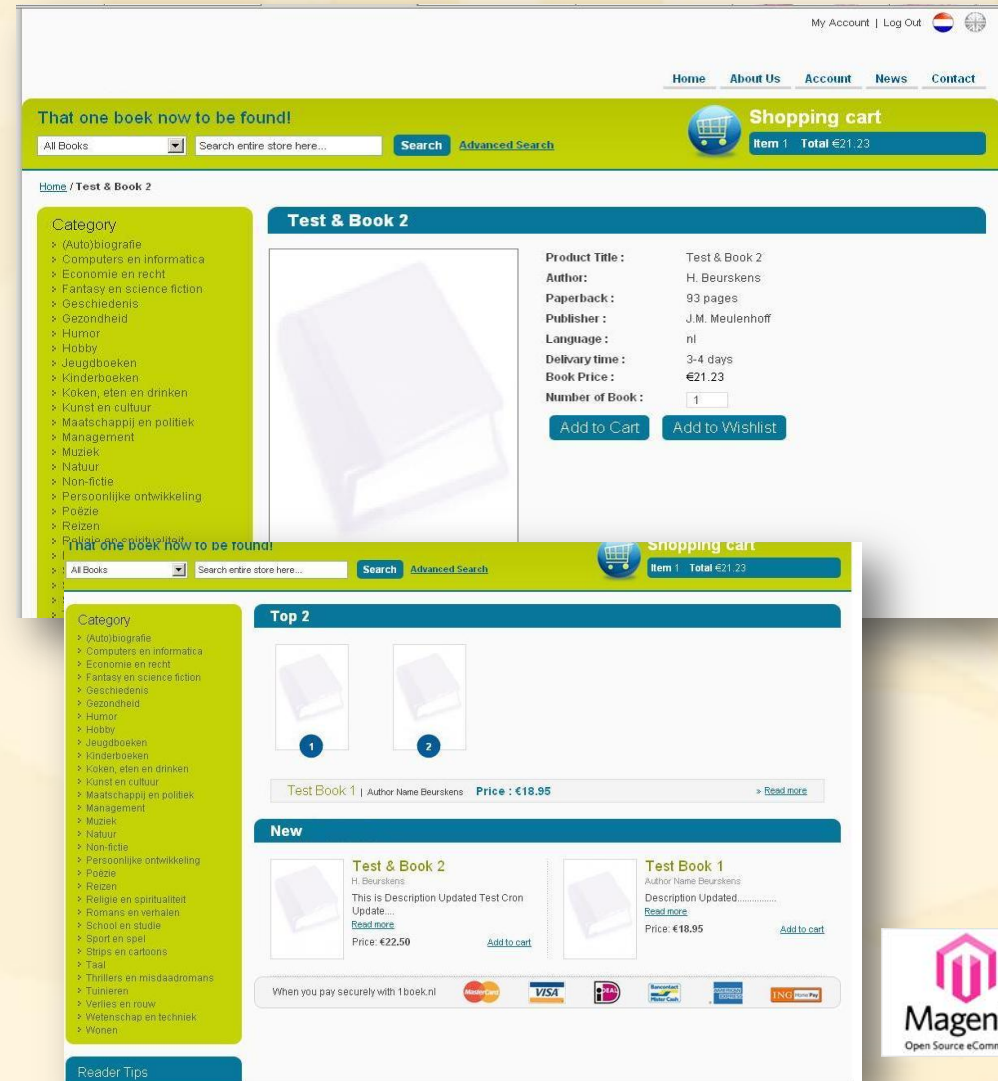 My Account | Log Out
Home About Us Account News Contact
That one boek now to be found!
All Books Search entire store here... Search Advanced Search
Shopping cart
Item 1 Total €21.23
Home / Test & Book 2
Category
(Auto)biografie
Computers en informatica
Economie en recht
Fantasy en science fiction
Geschiedenis
Gezondheid
Humor
Hobby
Jeugdboeken
Kinderboeken
Koken, eten en drinken
Kunst en cultuur
Maatschappij en politiek
Management
Muziek
Natuur
Non-fictie
Persoonlijke ontwikkeling
Poëzie
Reizen
Religie en spiritualiteit
Test & Book 2
Product Title : Test & Book 2
Author: H. Beurskens
Paperback : 93 pages
Publisher : J.M. Meulenhoff
Language : nl
Delivary time : 3-4 days
Book Price : €21.23
Number of Book : 1
Add to Cart Add to Wishlist
That one boek now to be found!
All Books Search entire store here... Search Advanced Search
Shopping cart
Item 1 Total €21.23
Category
(Auto)biografie
Computers en informatica
Economie en recht
Fantasy en science fiction
Geschiedenis
Gezondheid
Humor
Hobby
Jeugdboeken
Kinderboeken
Koken, eten en drinken
Kunst en cultuur
Maatschappij en politiek
Management
Muziek
Natuur
Non-fictie
Persoonlijke ontwikkeling
Poëzie
Reizen
Religie en spiritualiteit
Romans en verhalen
School en studie
Sport en spel
Strips en cartoons
Taal
Thrillers en misdaadromans
Tuinieren
Verlies en rouw
Wetenschap en techniek
Wonen
Reader Tips
Top 2
1 2
Test Book 1 | Author Name Beurskens Price : €18.95 » Read more
New
Test & Book 2
H. Beurskens
This is Description Updated Test Cron
Update....
Read more
Price: €22.50 Add to cart
Test Book 1
Author Name Beurskens
Description Updated................
Read more
Price: €18.95 Add to cart
When you pay securely with 1boek.nl MasterCard VISA iDEAL Bancontact Mister Cash AMERICAN EXPRESS ING Home'Pay
Magen
Open Source eComm